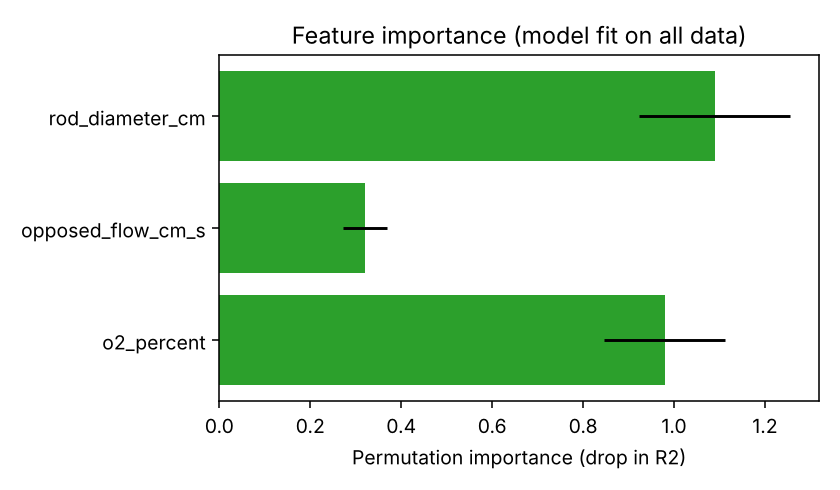 Feature importance (model fit on all data)
rod_diameter_cm
opposed_flow_cm_s
o2_percent
0.0 0.2 0.4 0.6 0.8 1.0 1.2
Permutation importance (drop in R2)